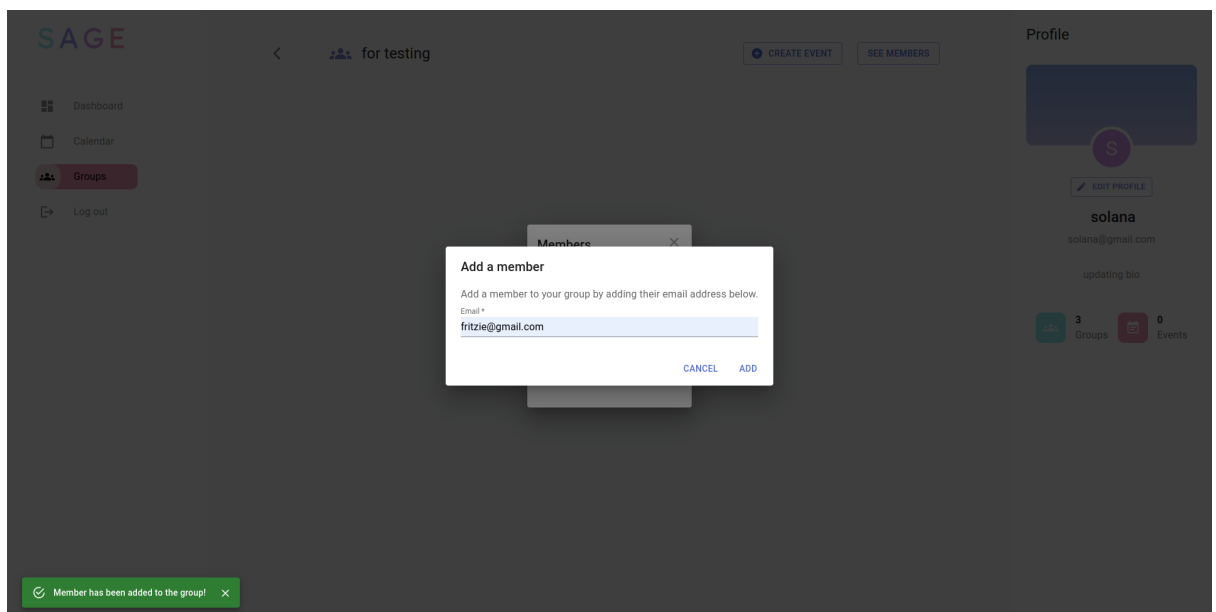 SAGE
for testing
CREATE EVENT
SEE MEMBERS
Profile
Dashboard
Calendar
Groups
Log out
S
EDIT PROFILE
solana
solana@gmail.com
updating bio
3
Groups
0
Events
Members
Add a member
Add a member to your group by adding their email address below.
Email *
fritzie@gmail.com
CANCEL
ADD
Member has been added to the group!